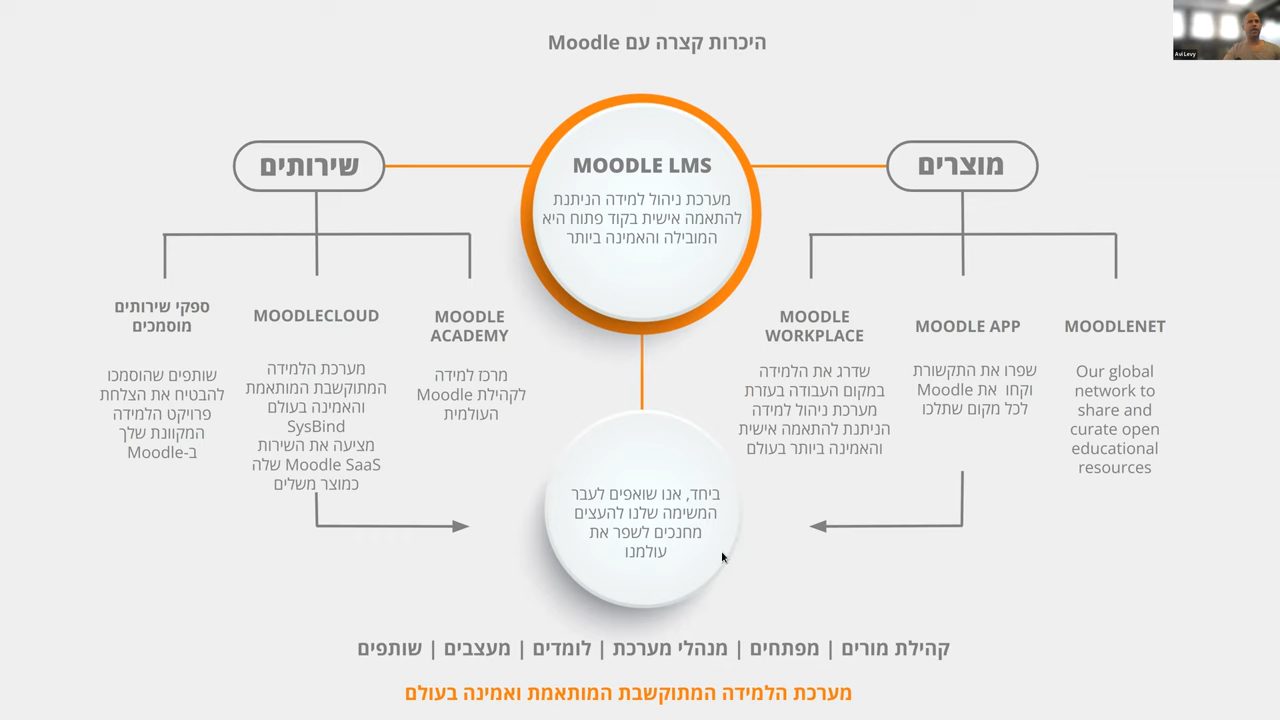 היכרות קצרה עם Moodle
Avi Levy
מוצרים
MOODLE LMS
מערכת ניהול למידה הניתנת
להתאמה אישית בקוד פתוח היא
המובילה והאמינה ביותר
שירותים
MOODLENET
Our global
network to
share and
curate open
educational
resources
MOODLE APP
שפרו את התקשורת
וקחו את Moodle
לכל מקום שתלכו
MOODLE
WORKPLACE
שדרג את הלמידה
במקום העבודה בעזרת
מערכת ניהול למידה
הניתנת להתאמה אישית
והאמינה ביותר בעולם
MOODLE
ACADEMY
מרכז למידה
לקהילת Moodle
העולמית
MOODLECLOUD
מערכת הלמידה
המתוקשבת המותאמת
והאמינה בעולם
SysBind
מציעה את השירות
Moodle SaaS שלה
כמוצר משלים
ספקי שירותים
מוסמכים
שותפים שהוסמכו
להבטיח את הצלחת
פרויקט הלמידה
המקוונת שלך
ב-Moodle
ביחד, אנו שואפים לעבר
המשימה שלנו להעצים
מחנכים לשפר את
עולמנו
קהילת מורים | מפתחים | מנהלי מערכת | לומדים | מעצבים | שותפים
מערכת הלמידה המתוקשבת המותאמת ואמינה בעולם